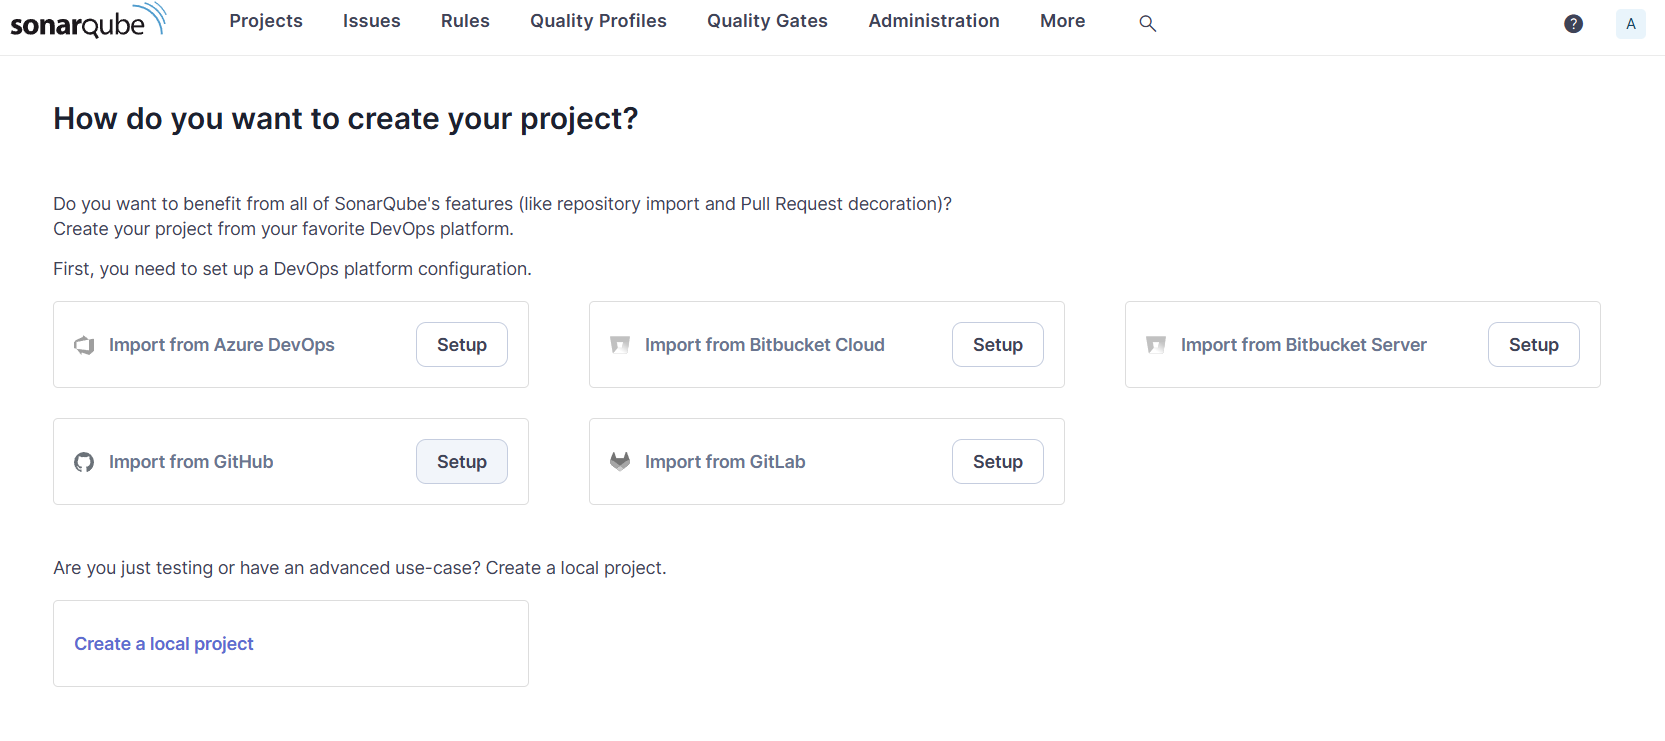 sonarqube Projects Issues Rules Quality Profiles Quality Gates Administration More ? A
How do you want to create your project?
Do you want to benefit from all of SonarQube's features (like repository import and Pull Request decoration)?
Create your project from your favorite DevOps platform.
First, you need to set up a DevOps platform configuration.
Import from Azure DevOps Setup Import from Bitbucket Cloud Setup Import from Bitbucket Server Setup
Import from GitHub Setup Import from GitLab Setup
Are you just testing or have an advanced use-case? Create a local project.
Create a local project